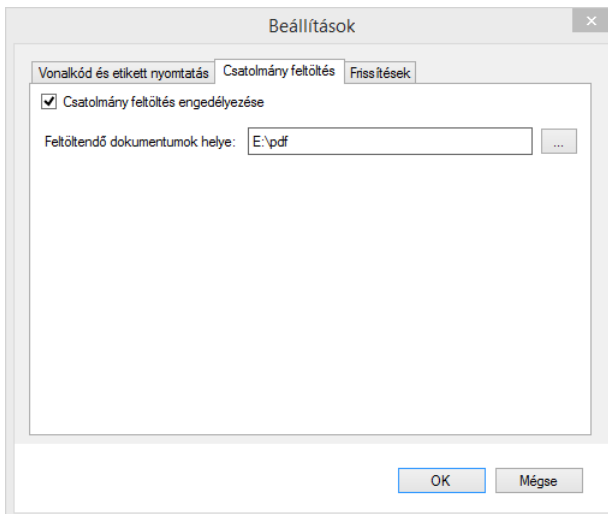 Beállítások
Vonalkód és etikett nyomtatás Csatolmány feltöltés Frissítések
Csatolmány feltöltés engedélyezése
Feltöltendő dokumentumok helye: E:\pdf ...
OK Mégse